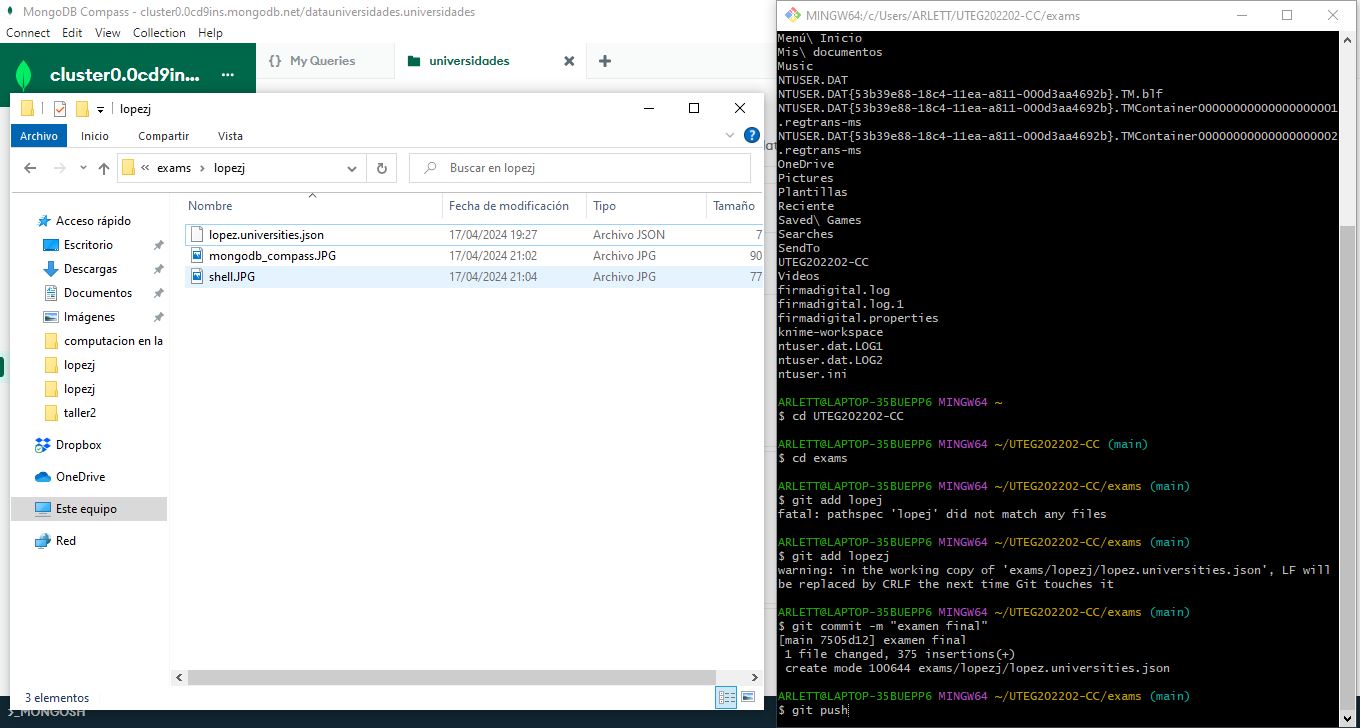 MongoDB Compass - cluster0.0cd9ins.mongodb.net/datauniversidades.universidades
Connect Edit View Collection Help
cluster0.0cd9in... ...
{} My Queries
universidades
lopezj
Archivo Inicio Compartir Vista
« exams › lopezj
Buscar en lopezj
Nombre Fecha de modificación Tipo Tamaño
lopez.universities.json 17/04/2024 19:27 Archivo JSON 7
mongodb_compass.JPG 17/04/2024 21:02 Archivo JPG 90
shell.JPG 17/04/2024 21:04 Archivo JPG 77
Acceso rápido
Escritorio
Descargas
Documentos
Imágenes
computacion en la
lopezj
lopezj
taller2
Dropbox
OneDrive
Este equipo
Red
3 elementos
>_MONGOSH
MINGW64:/c/Users/ARLETT/UTEG202202-CC/exams
Menú\ Inicio
Mis\ documentos
Music
NTUSER.DAT
NTUSER.DAT{53b39e88-18c4-11ea-a811-000d3aa4692b}.TM.blf
NTUSER.DAT{53b39e88-18c4-11ea-a811-000d3aa4692b}.TMContainer00000000000000000001
.regtrans-ms
NTUSER.DAT{53b39e88-18c4-11ea-a811-000d3aa4692b}.TMContainer00000000000000000002
.regtrans-ms
OneDrive
Pictures
Plantillas
Reciente
Saved\ Games
Searches
SendTo
UTEG202202-CC
Videos
firmadigital.log
firmadigital.log.1
firmadigital.properties
knime-workspace
ntuser.dat.LOG1
ntuser.dat.LOG2
ntuser.ini
ARLETT@LAPTOP-35BUEPP6 MINGW64 ~
$ cd UTEG202202-CC
ARLETT@LAPTOP-35BUEPP6 MINGW64 ~/UTEG202202-CC (main)
$ cd exams
ARLETT@LAPTOP-35BUEPP6 MINGW64 ~/UTEG202202-CC/exams (main)
$ git add lopej
fatal: pathspec 'lopej' did not match any files
ARLETT@LAPTOP-35BUEPP6 MINGW64 ~/UTEG202202-CC/exams (main)
$ git add lopezj
warning: in the working copy of 'exams/lopezj/lopez.universities.json', LF will
be replaced by CRLF the next time Git touches it
ARLETT@LAPTOP-35BUEPP6 MINGW64 ~/UTEG202202-CC/exams (main)
$ git commit -m "examen final"
[main 7505d12] examen final
1 file changed, 375 insertions(+)
create mode 100644 exams/lopezj/lopez.universities.json
ARLETT@LAPTOP-35BUEPP6 MINGW64 ~/UTEG202202-CC/exams (main)
$ git push